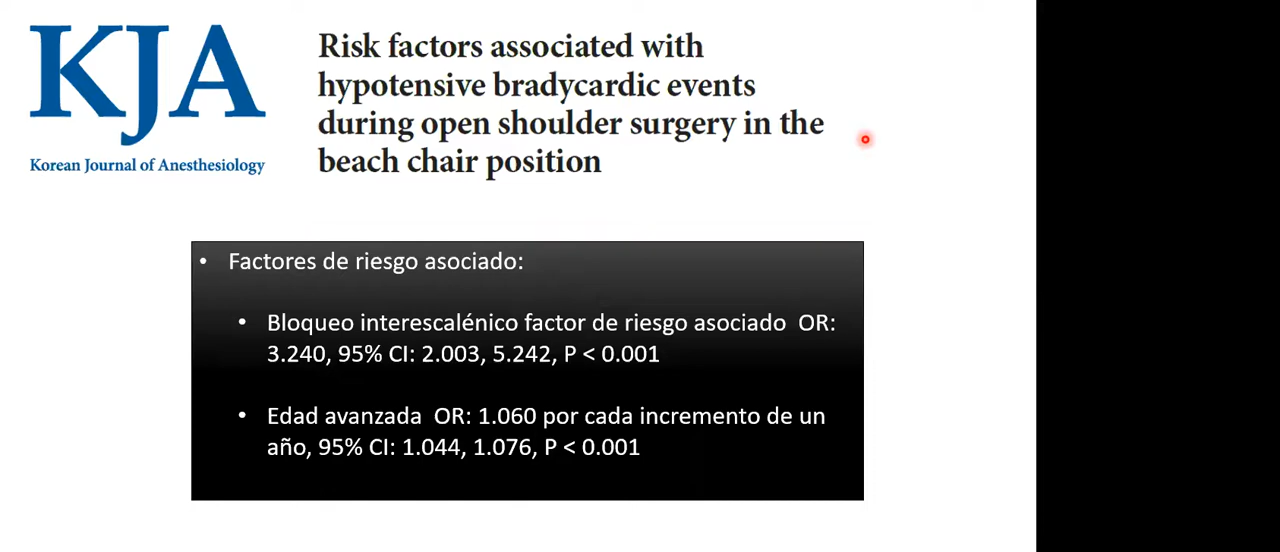 KJA
Korean Journal of Anesthesiology
Risk factors associated with
hypotensive bradycardic events
during open shoulder surgery in the
beach chair position
• Factores de riesgo asociado:
• Bloqueo interescalénico factor de riesgo asociado OR:
3.240, 95% CI: 2.003, 5.242, P < 0.001
• Edad avanzada OR: 1.060 por cada incremento de un
año, 95% CI: 1.044, 1.076, P < 0.001